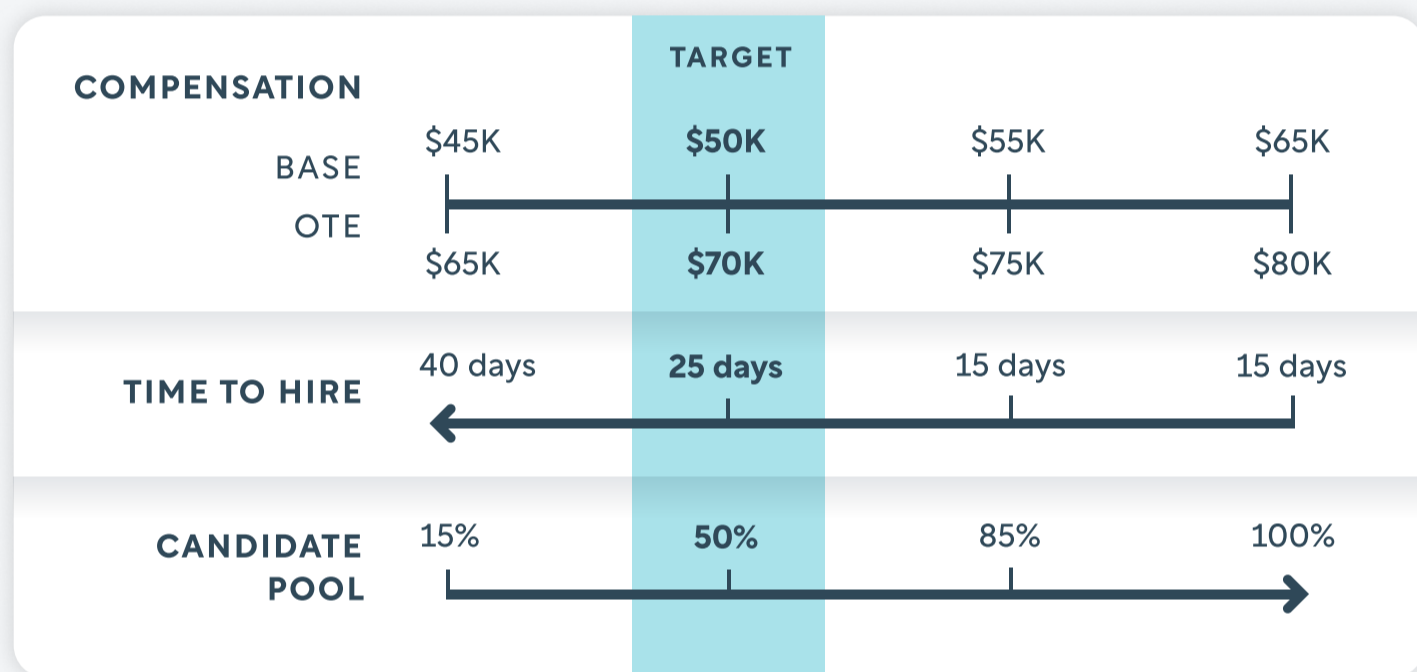 TARGET
COMPENSATION
$45K $50K $55K $65K
BASE
OTE
$65K $70K $75K $80K
40 days 25 days 15 days 15 days
TIME TO HIRE
15% 50% 85% 100%
CANDIDATE
POOL